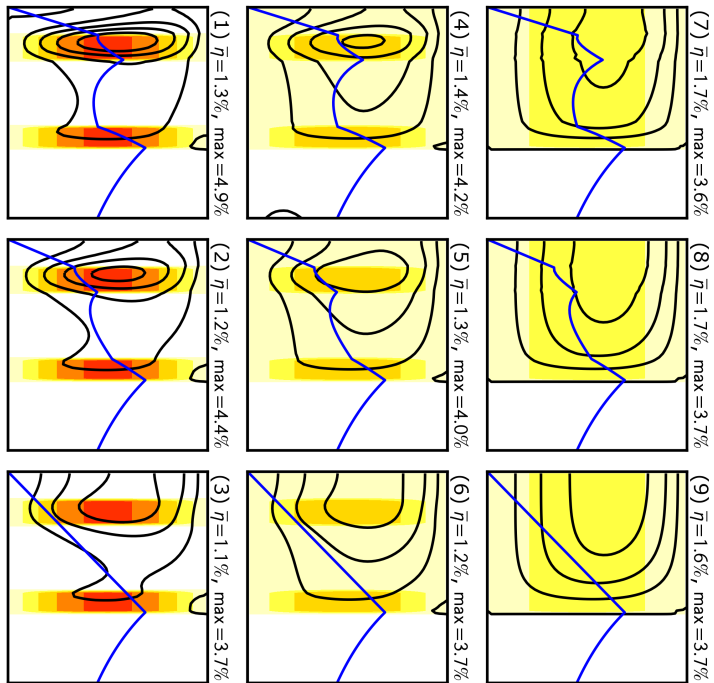 (1) η̅=1.3%, max=4.9%
(2) η̅=1.2%, max=4.4%
(3) η̅=1.1%, max=3.7%
(4) η̅=1.4%, max=4.2%
(5) η̅=1.3%, max=4.0%
(6) η̅=1.2%, max=3.7%
(7) η̅=1.7%, max=3.6%
(8) η̅=1.7%, max=3.7%
(9) η̅=1.6%, max=3.7%